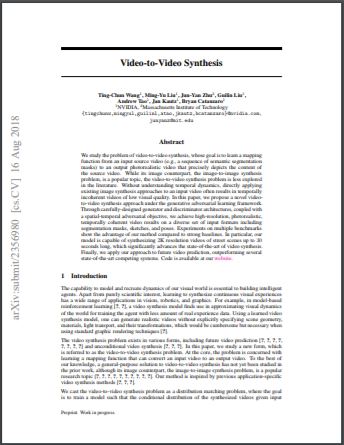 Video-to-Video Synthesis
Ting-Chun Wang¹, Ming-Yu Liu¹, Jun-Yan Zhu², Guilin Liu¹,
Andrew Tao¹, Jan Kautz¹, Bryan Catanzaro¹
¹NVIDIA, ²Massachusetts Institute of Technology
{tingchunw,mingyul,guilinl,atao,jkautz,bcatanzaro}@nvidia.com,
junyanz@mit.edu
Abstract
We study the problem of video-to-video synthesis, whose goal is to learn a mapping
function from an input source video (e.g., a sequence of semantic segmentation
masks) to an output photorealistic video that precisely depicts the content of
the source video. While its image counterpart, the image-to-image synthesis
problem, is a popular topic, the video-to-video synthesis problem is less explored
in the literature. Without understanding temporal dynamics, directly applying
existing image synthesis approaches to an input video often results in temporally
incoherent videos of low visual quality. In this paper, we propose a novel video-
to-video synthesis approach under the generative adversarial learning framework.
Through carefully-designed generator and discriminator architectures, coupled with
a spatial-temporal adversarial objective, we achieve high-resolution, photorealistic,
temporally coherent video results on a diverse set of input formats including
segmentation masks, sketches, and poses. Experiments on multiple benchmarks
show the advantage of our method compared to strong baselines. In particular, our
model is capable of synthesizing 2K resolution videos of street scenes up to 30
seconds long, which significantly advances the state-of-the-art of video synthesis.
Finally, we apply our approach to future video prediction, outperforming several
state-of-the-art competing systems. Code is available at our website.
1 Introduction
The capability to model and recreate dynamics of our visual world is essential to building intelligent
agents. Apart from purely scientific interest, learning to synthesize continuous visual experiences
has a wide range of applications in vision, robotics, and graphics. For example, in model-based
reinforcement learning [?, ?], a video synthesis model finds use in approximating visual dynamics
of the world for training the agent with less amount of real experience data. Using a learned video
synthesis model, one can generate realistic videos without explicitly specifying scene geometry,
materials, light transport, and their transformations, which would be cumbersome but necessary when
using standard graphics rendering techniques [?].
The video synthesis problem exists in various forms, including future video prediction [?, ?, ?, ?,
?, ?, ?, ?] and unconditional video synthesis [?, ?, ?]. In this paper, we study a new form, which
is referred to as the video-to-video synthesis problem. At the core, the problem is concerned with
learning a mapping function that can convert an input video to an output video. To the best of
our knowledge, a general-purpose solution to video-to-video synthesis has not yet been studied in
the prior work, although its image counterpart, the image-to-image synthesis problem, is a popular
research topic [?, ?, ?, ?, ?, ?, ?, ?, ?, ?]. Our method is inspired by previous application-specific
video synthesis methods [?, ?, ?].
We cast the video-to-video synthesis problem as a distribution matching problem, where the goal
is to train a model such that the conditional distribution of the synthesized videos given input
Preprint. Work in progress.
arXiv:submit/2356980 [cs.CV] 16 Aug 2018